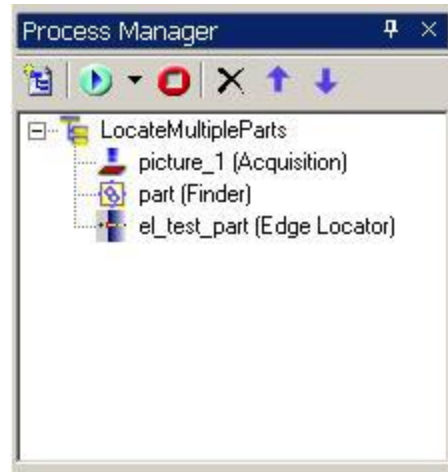 Process Manager
LocateMultipleParts
picture_1 (Acquisition)
part (Finder)
el_test_part (Edge Locator)